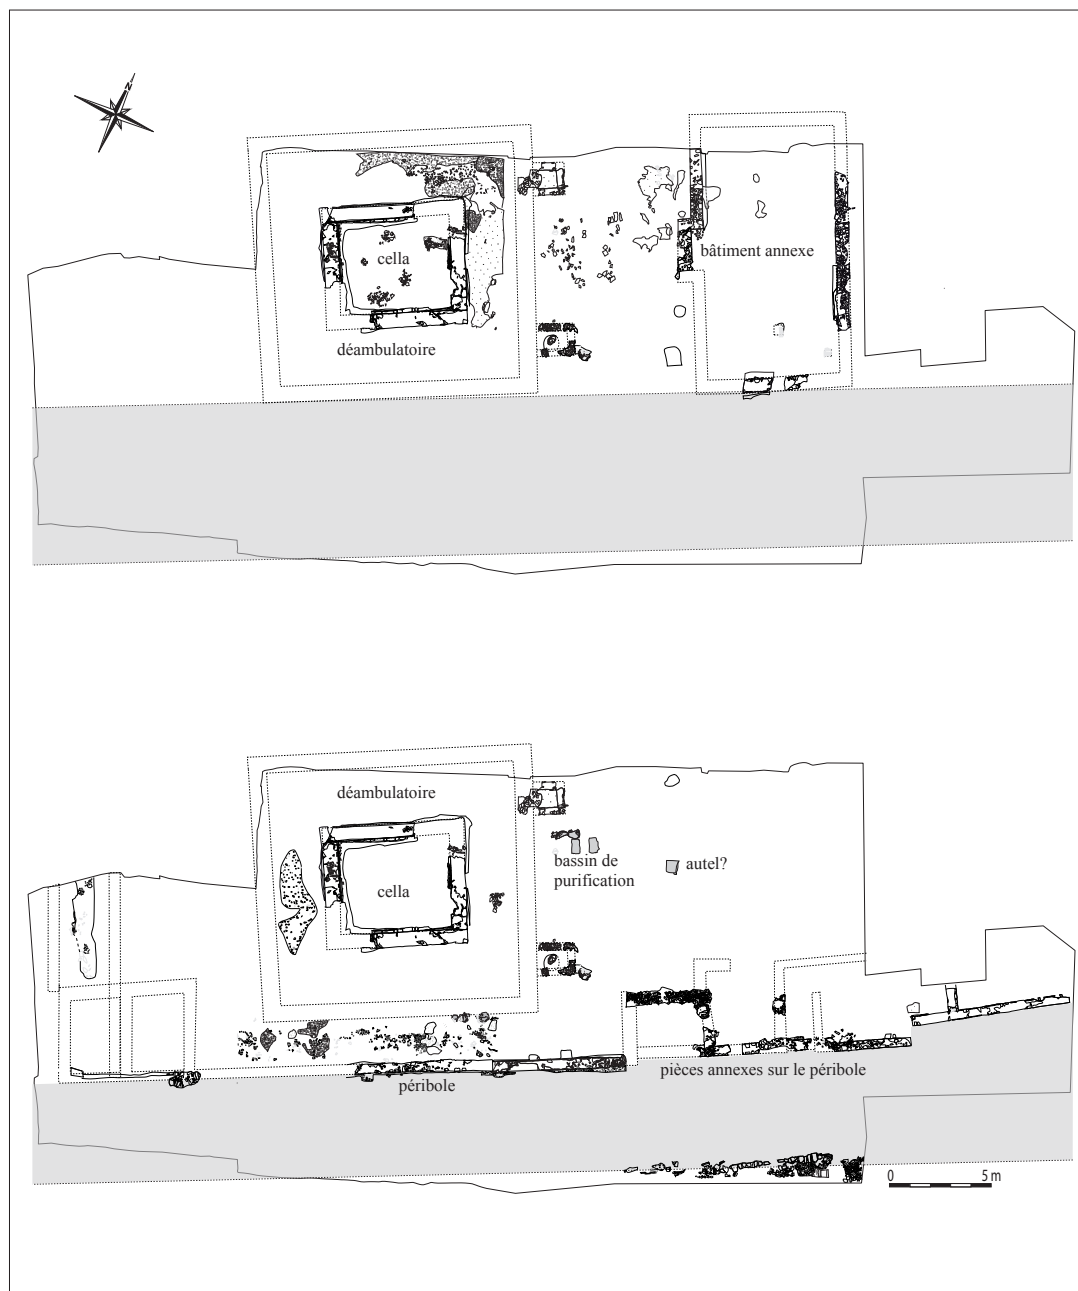 N
cella
bâtiment annexe
déambulatoire
déambulatoire
bassin de
purification
autel?
cella
péribole
pièces annexes sur le péribole
0 5 m